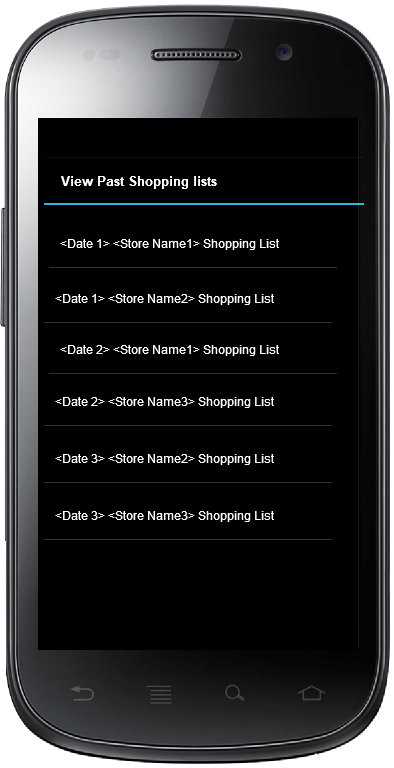 View Past Shopping lists
<Date 1> <Store Name1> Shopping List
<Date 1> <Store Name2> Shopping List
<Date 2> <Store Name1> Shopping List
<Date 2> <Store Name3> Shopping List
<Date 3> <Store Name2> Shopping List
<Date 3> <Store Name3> Shopping List